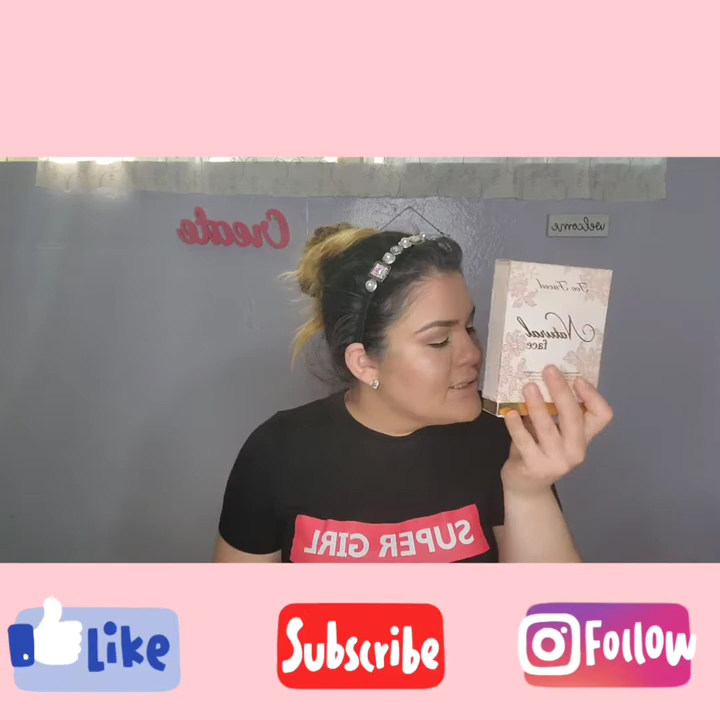 Create
welcome
Too Faced
Natural
face
SUPER GIRL
Like
Subscribe
Follow